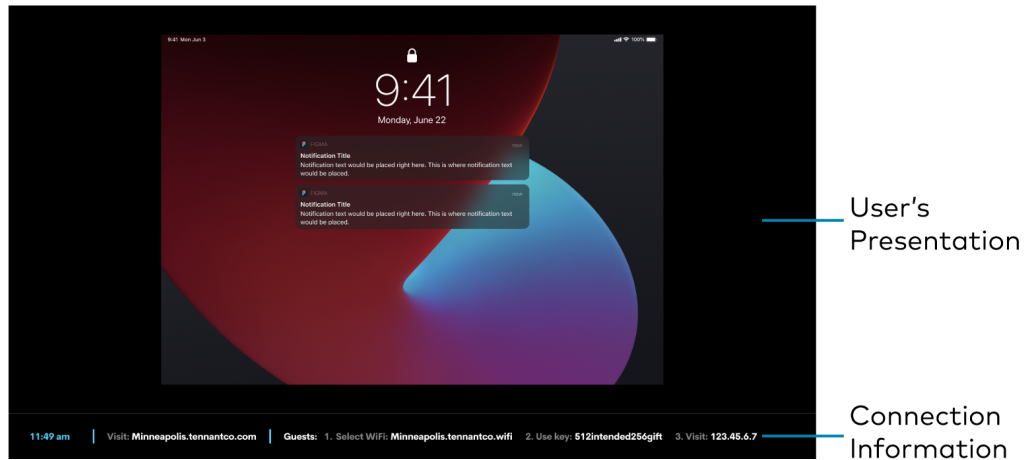 9:41 Mon Jun 3
100%
9:41
Monday, June 22
FIGMA
now
Notification Title
Notification text would be placed right here. This is where notification text
would be placed.
FIGMA
now
Notification Title
Notification text would be placed right here. This is where notification text
would be placed.
User's
Presentation
11:49 am Visit: Minneapolis.tennantco.com Guests: 1. Select WiFi: Minneapolis.tennantco.wifi 2. Use key: 512intended256gift 3. Visit: 123.45.6.7
Connection
Information